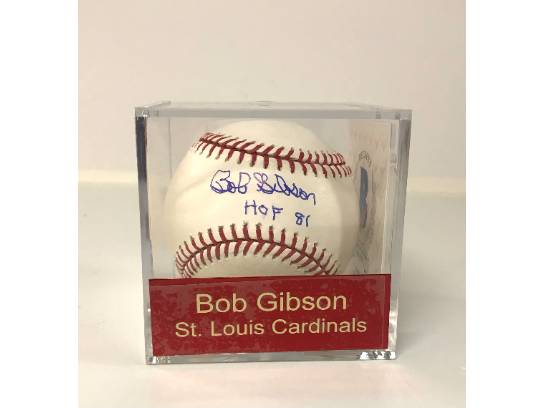 Bob Gibson
HOF 81
Bob Gibson
St. Louis Cardinals